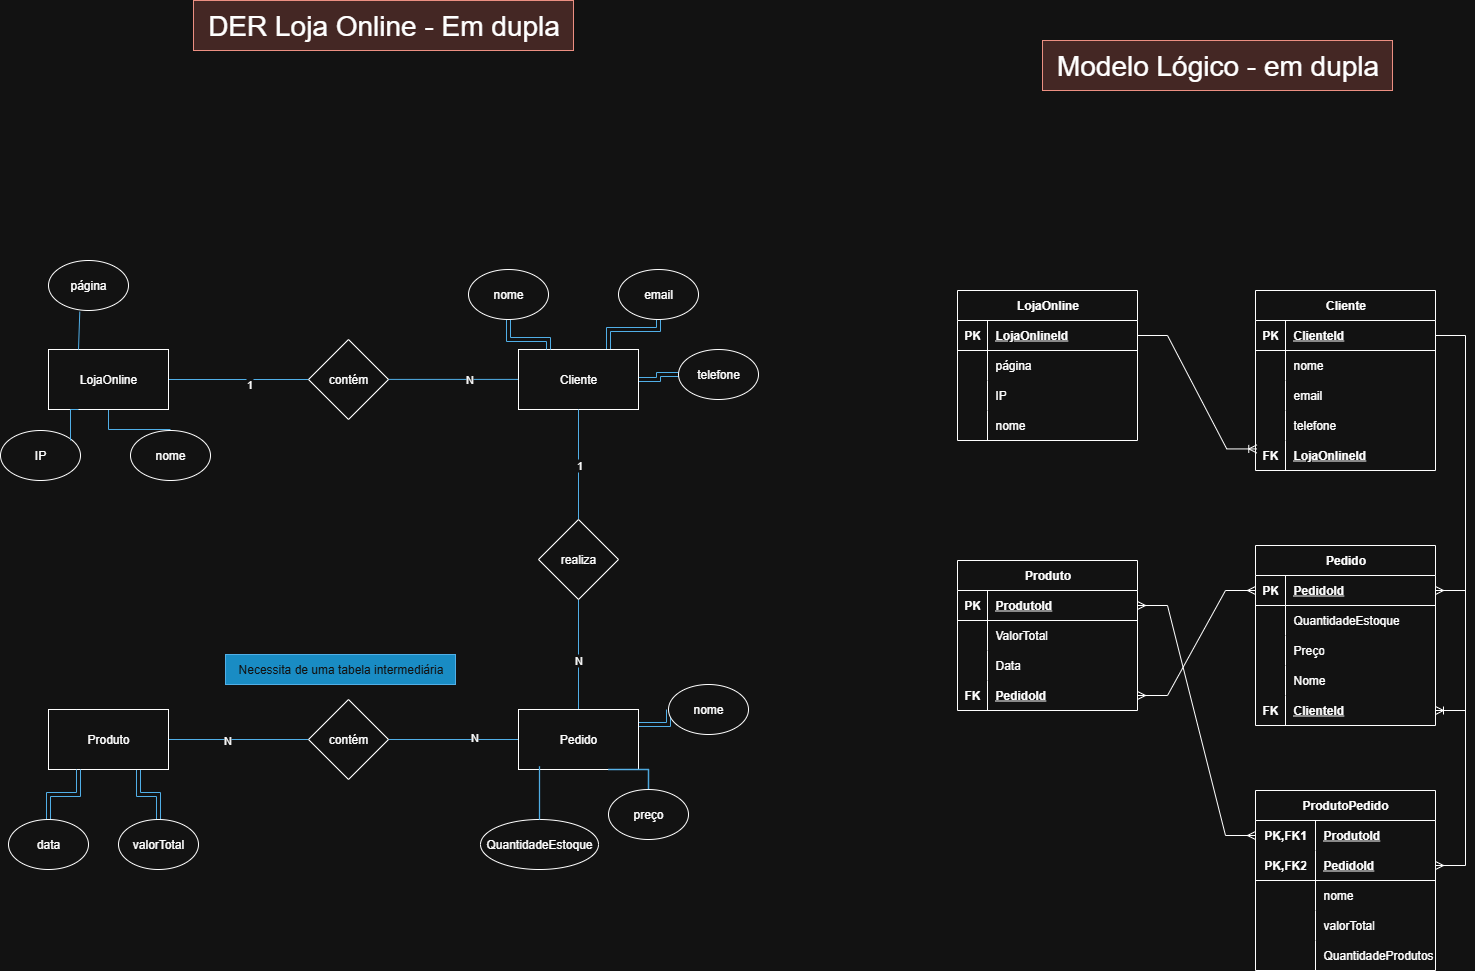 DER Loja Online - Em dupla
Modelo Lógico - em dupla
página
nome
email
LojaOnline
1
contém
N
Cliente
telefone
IP
nome
1
realiza
N
Necessita de uma tabela intermediária
Produto
N
contém
N
Pedido
nome
data
valorTotal
QuantidadeEstoque
preço
LojaOnline
PK LojaOnlineId
página
IP
nome
Cliente
PK ClienteId
nome
email
telefone
FK LojaOnlineId
Produto
PK ProdutoId
ValorTotal
Data
FK PedidoId
Pedido
PK PedidoId
QuantidadeEstoque
Preço
Nome
FK ClienteId
ProdutoPedido
PK,FK1 ProdutoId
PK,FK2 PedidoId
nome
valorTotal
QuantidadeProdutos